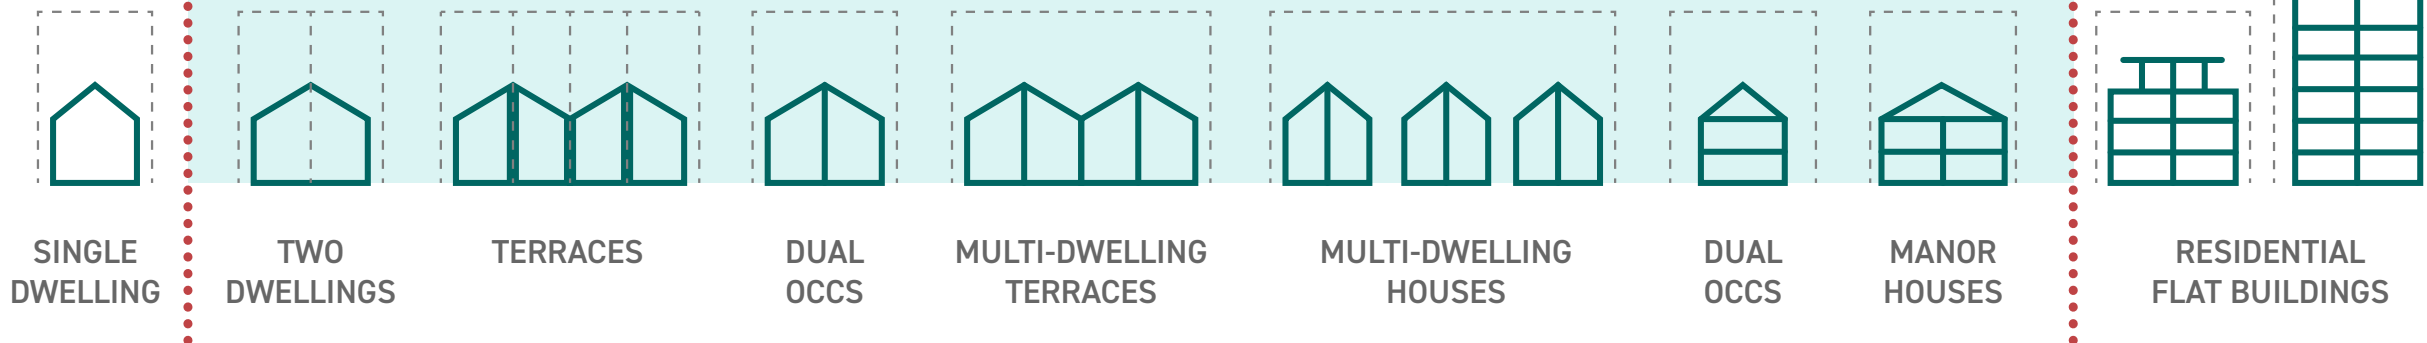 SINGLE
DWELLING
TWO
DWELLINGS
TERRACES
DUAL
OCCS
MULTI-DWELLING
TERRACES
MULTI-DWELLING
HOUSES
DUAL
OCCS
MANOR
HOUSES
RESIDENTIAL
FLAT BUILDINGS